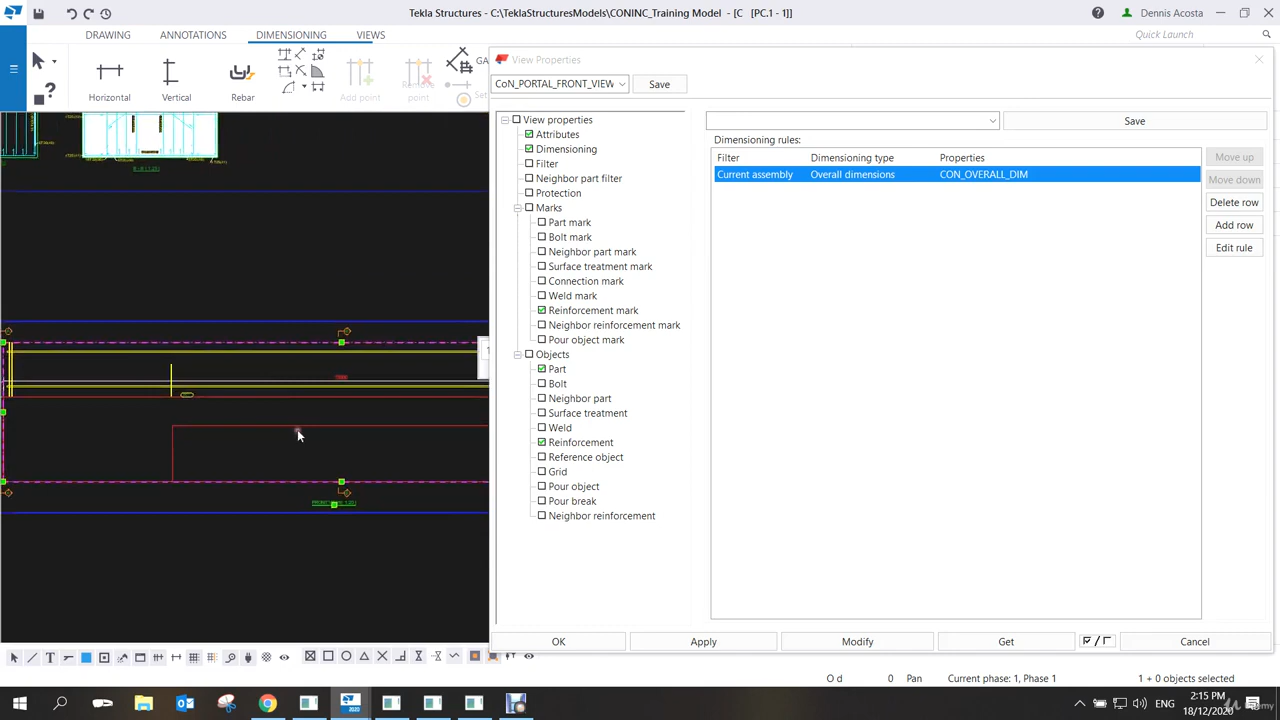 Tekla Structures - C:\TeklaStructuresModels\CONINC_Training Model - [C [PC.1 - 1]]
Dennis Acosta
DRAWING ANNOTATIONS DIMENSIONING VIEWS
Quick Launch
View Properties
CoN_PORTAL_FRONT_VIEW
Save
Horizontal
Vertical
Rebar
Add point
Remove point
GA
Se
View properties
Attributes
Dimensioning
Filter
Neighbor part filter
Protection
Marks
Part mark
Bolt mark
Neighbor part mark
Surface treatment mark
Connection mark
Weld mark
Reinforcement mark
Neighbor reinforcement mark
Pour object mark
Objects
Part
Bolt
Neighbor part
Surface treatment
Weld
Reinforcement
Reference object
Grid
Pour object
Pour break
Neighbor reinforcement
Save
Dimensioning rules:
Filter Dimensioning type Properties
Current assembly Overall dimensions CON_OVERALL_DIM
Move up
Move down
Delete row
Add row
Edit rule
OK Apply Modify Get Cancel
O d 0 Pan Current phase: 1, Phase 1 1 + 0 objects selected
2:15 PM
ENG
18/12/2020